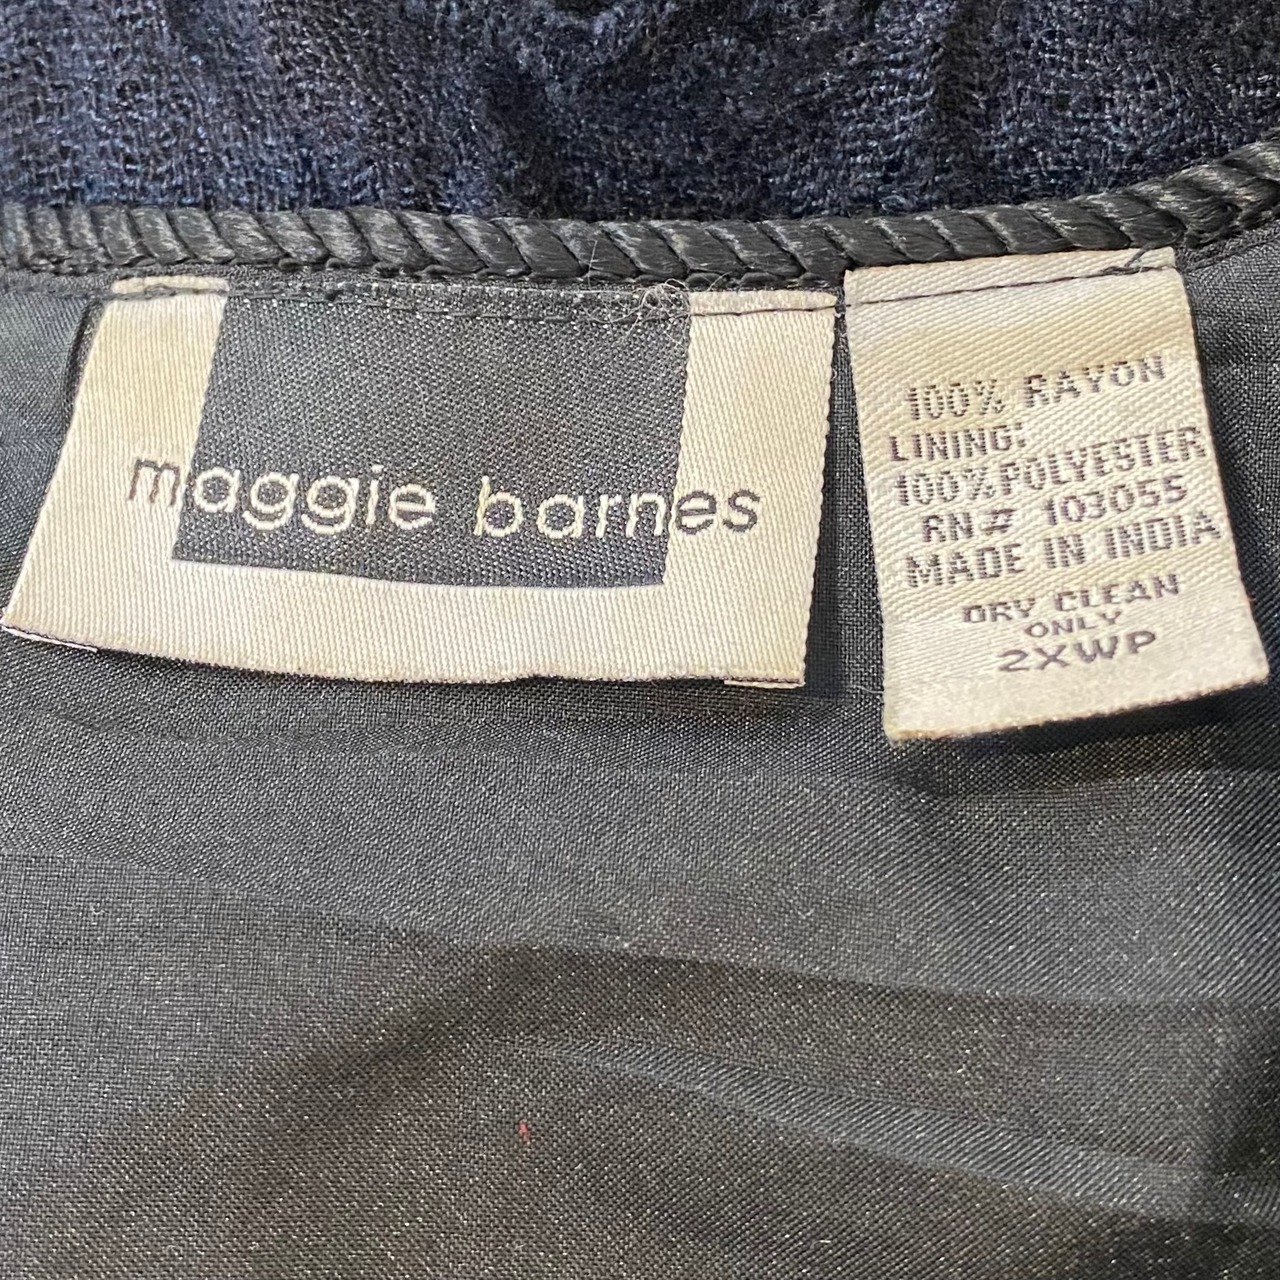 maggie barnes
100% RAYON
LINING:
100% POLYESTER
RN# 103055
MADE IN INDIA
DRY CLEAN
ONLY
2XWP